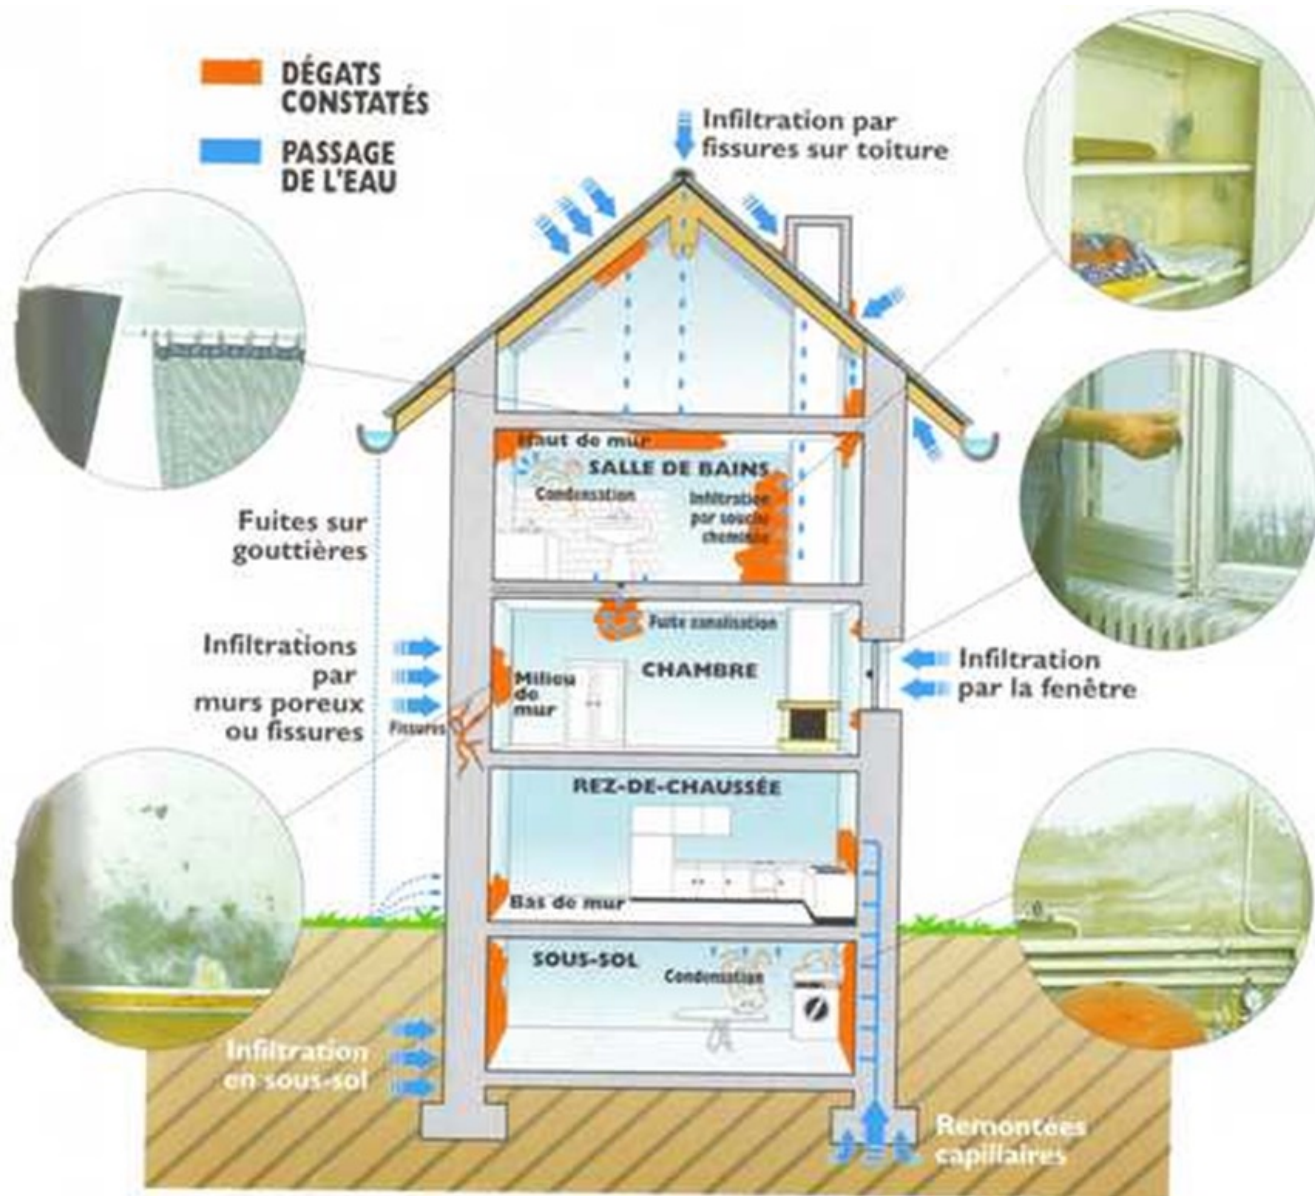 DÉGATS
CONSTATÉS
PASSAGE
DE L'EAU
Infiltration par
fissures sur toiture
Haut de mur
SALLE DE BAINS
Condensation
Infiltration
par souche
cheminée
Fuites sur
gouttières
Fuite canalisation
Infiltrations
par
murs poreux
ou fissures
Fissures
Milieu
de
mur
CHAMBRE
Infiltration
par la fenêtre
REZ-DE-CHAUSSÉE
Bas de mur
SOUS-SOL
Condensation
Infiltration
en sous-sol
Remontées
capillaires